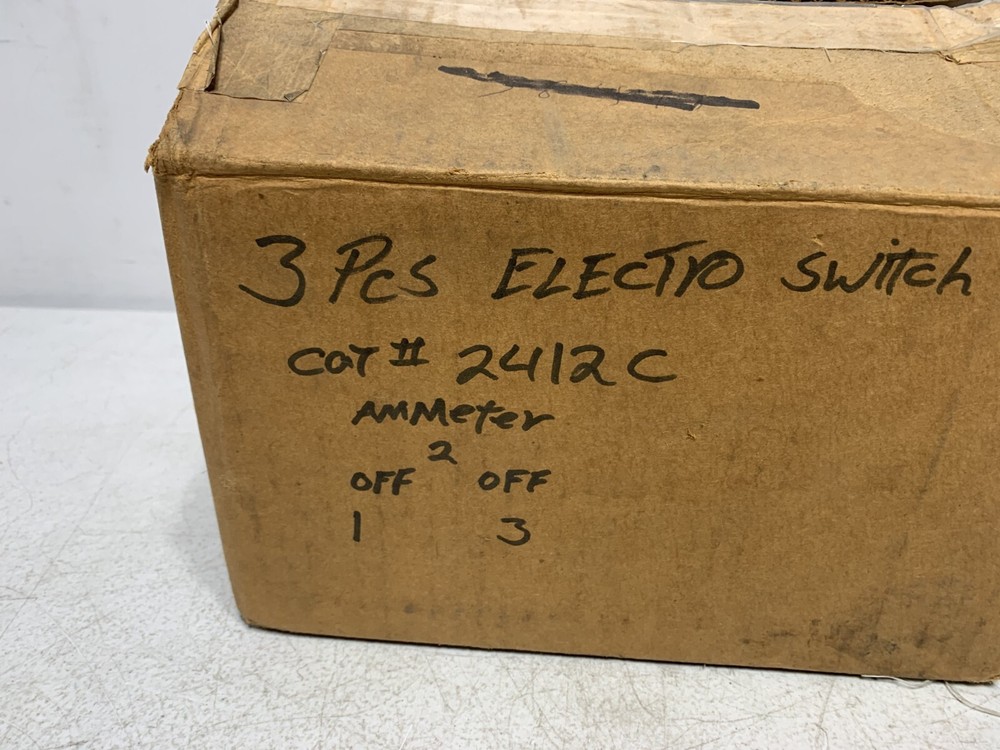 3 Pcs ELECTRO Switch
CAT # 2412C
AMMeter
2
OFF OFF
1 3